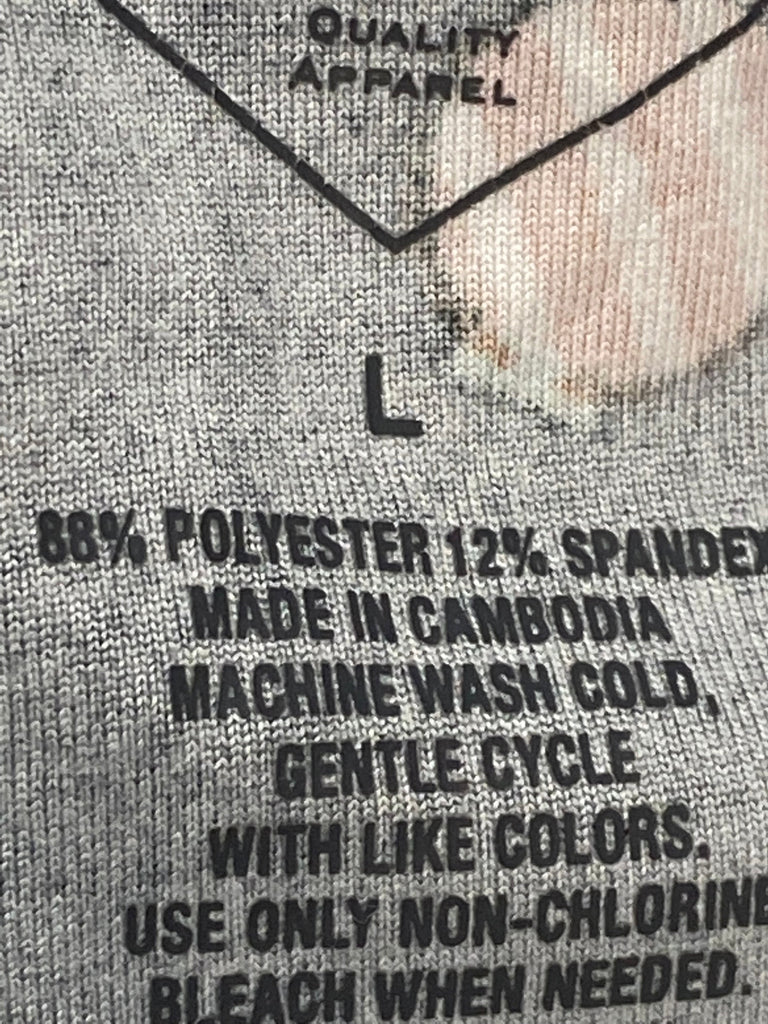 QUALITY
APPAREL
L
88% POLYESTER 12% SPANDEX
MADE IN CAMBODIA
MACHINE WASH COLD,
GENTLE CYCLE
WITH LIKE COLORS.
USE ONLY NON-CHLORINE
BLEACH WHEN NEEDED.